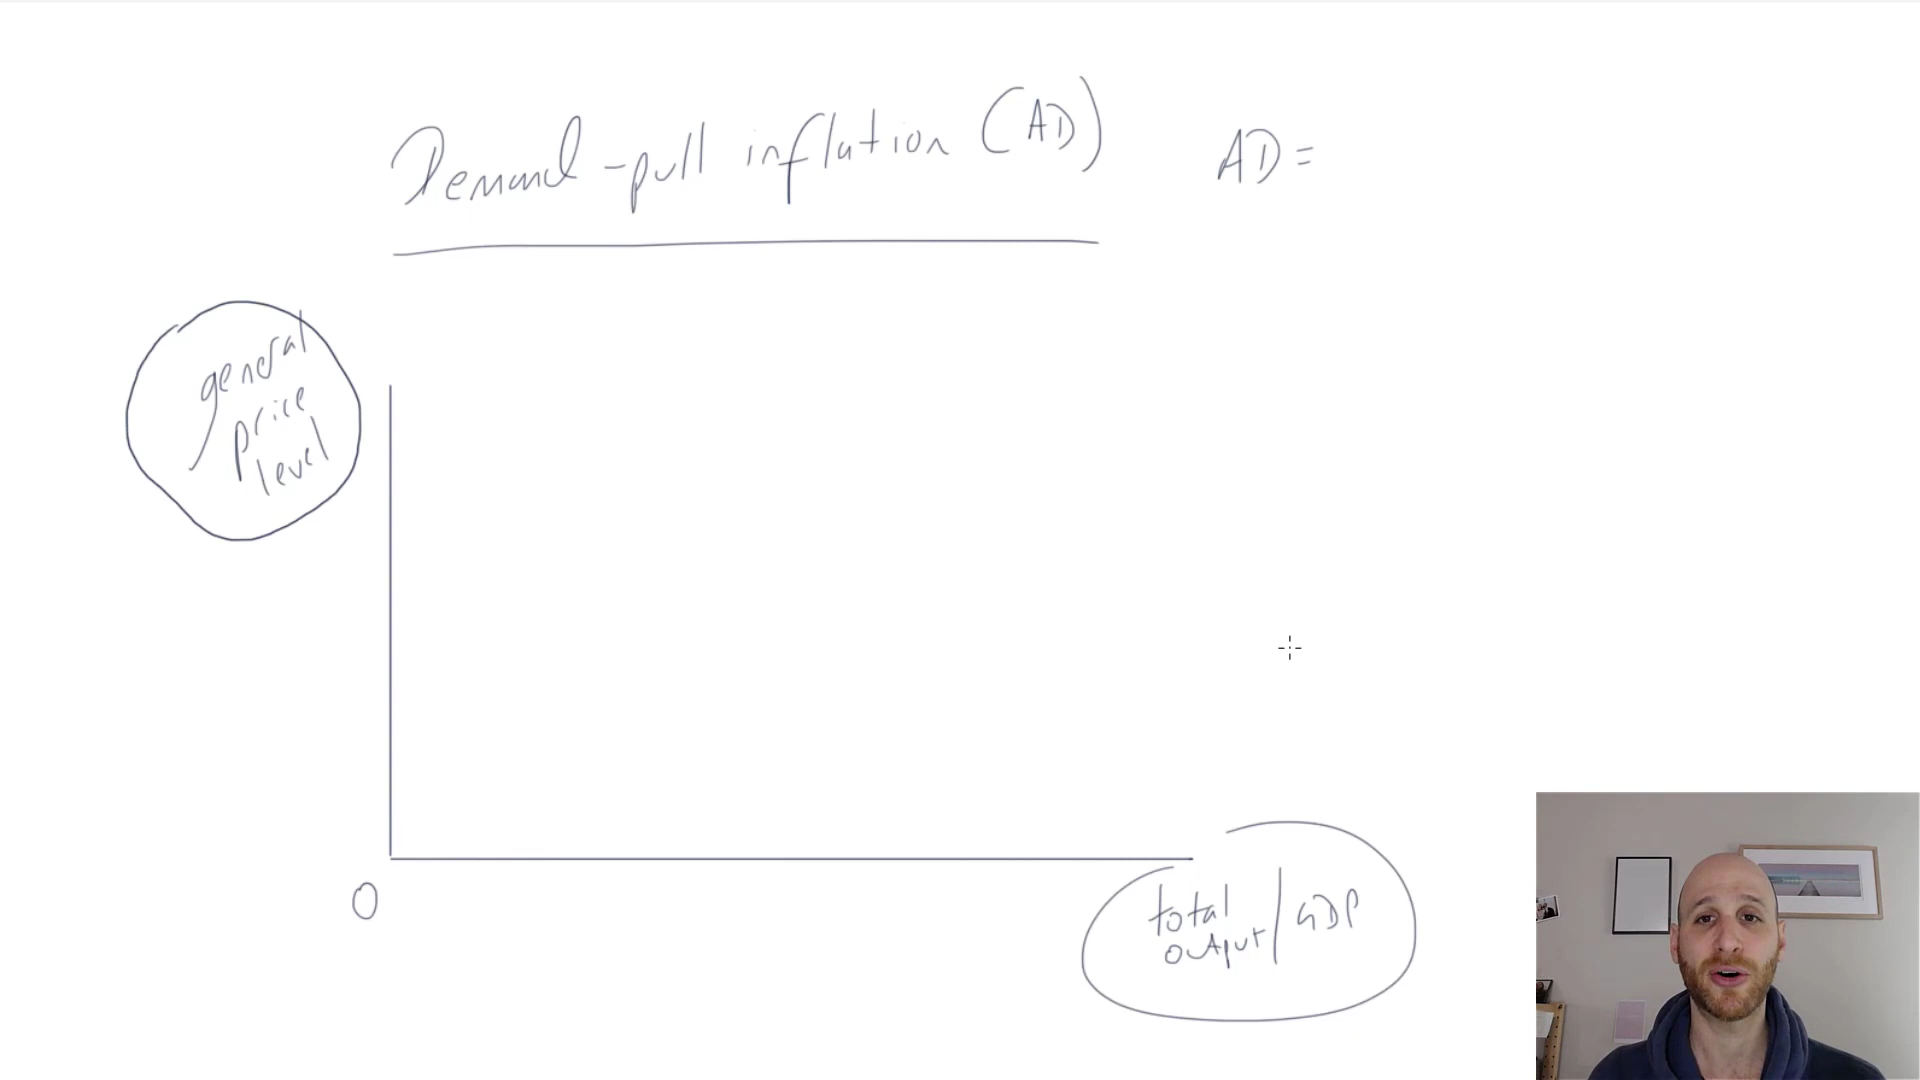 Demand-pull inflation (AD)
AD=
general
price
level
0
total
output/GDP